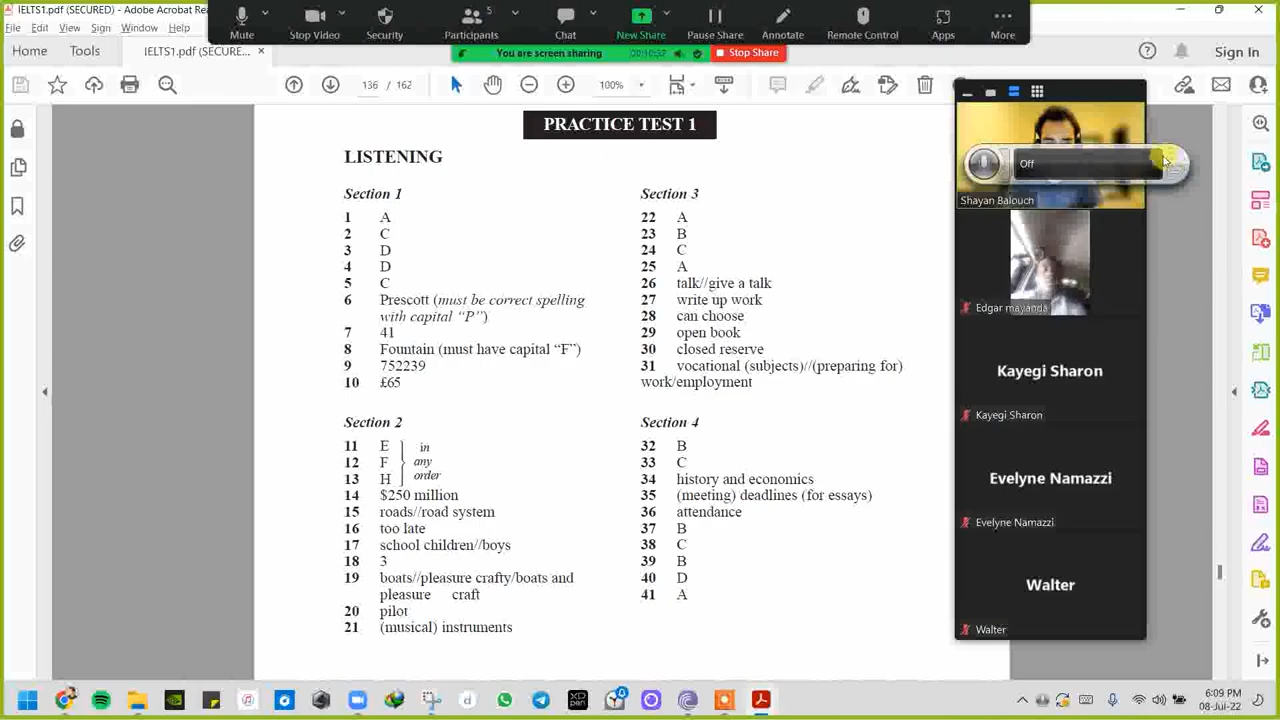 IELTS1.pdf (SECURED) - Adobe Acrobat Rea
File Edit View Sign Window Help
Mute
Stop Video
Security
5
Participants
Chat
New Share
Pause Share
Annotate
Remote Control
Apps
More
You are screen sharing
Stop Share
Home
Tools
IELTS1.pdf (SECURE...
Sign In
136 / 162
100%
PRACTICE TEST 1
LISTENING
Section 1
1 A
2 C
3 D
4 D
5 C
6 Prescott (must be correct spelling
with capital “P”)
7 41
8 Fountain (must have capital “F”)
9 752239
10 £65
Section 2
11 E
12 F
13 H
in
any
order
14 $250 million
15 roads//road system
16 too late
17 school children//boys
18 3
19 boats//pleasure crafty/boats and
pleasure craft
20 pilot
21 (musical) instruments
Section 3
22 A
23 B
24 C
25 A
26 talk//give a talk
27 write up work
28 can choose
29 open book
30 closed reserve
31 vocational (subjects)//(preparing for)
work/employment
Section 4
32 B
33 C
34 history and economics
35 (meeting) deadlines (for essays)
36 attendance
37 B
38 C
39 B
40 D
41 A
Off
Shayan Balouch
Edgar mayanda
Kayegi Sharon
Kayegi Sharon
Evelyne Namazzi
Evelyne Namazzi
Walter
Walter
6:09 PM
08-Jul-22